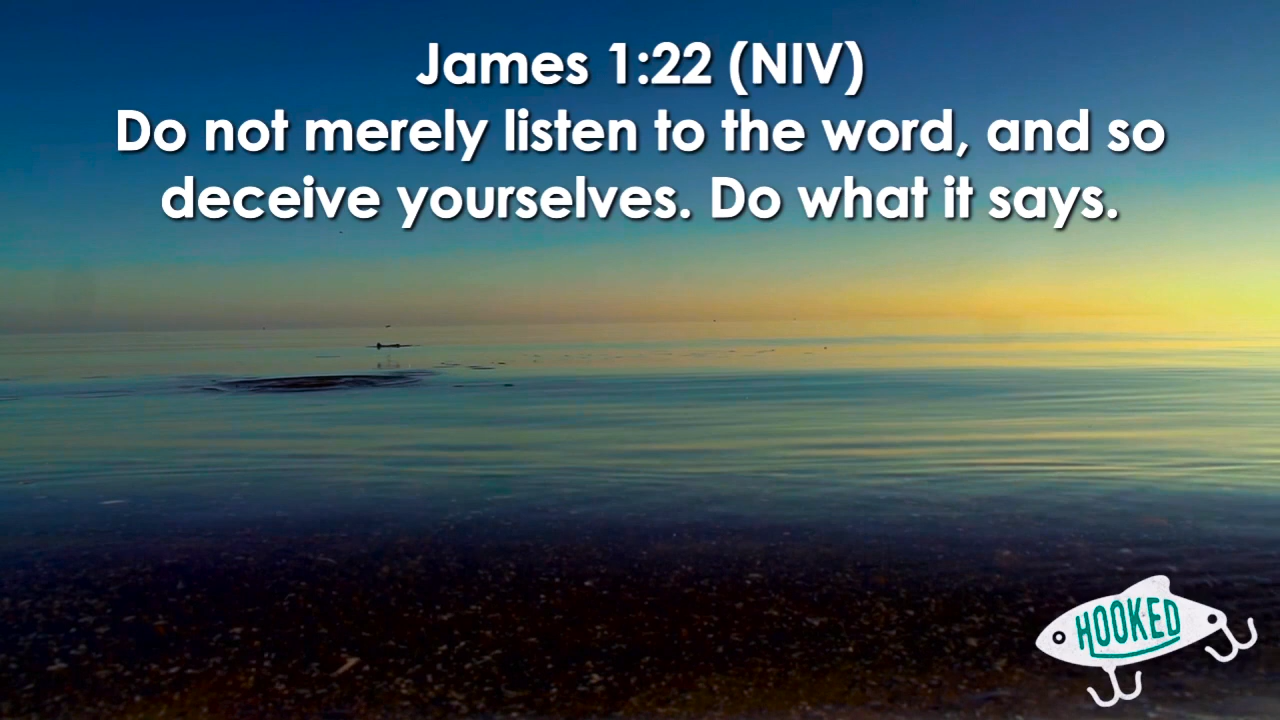 James 1:22 (NIV)
Do not merely listen to the word, and so
deceive yourselves. Do what it says.
HOOKED